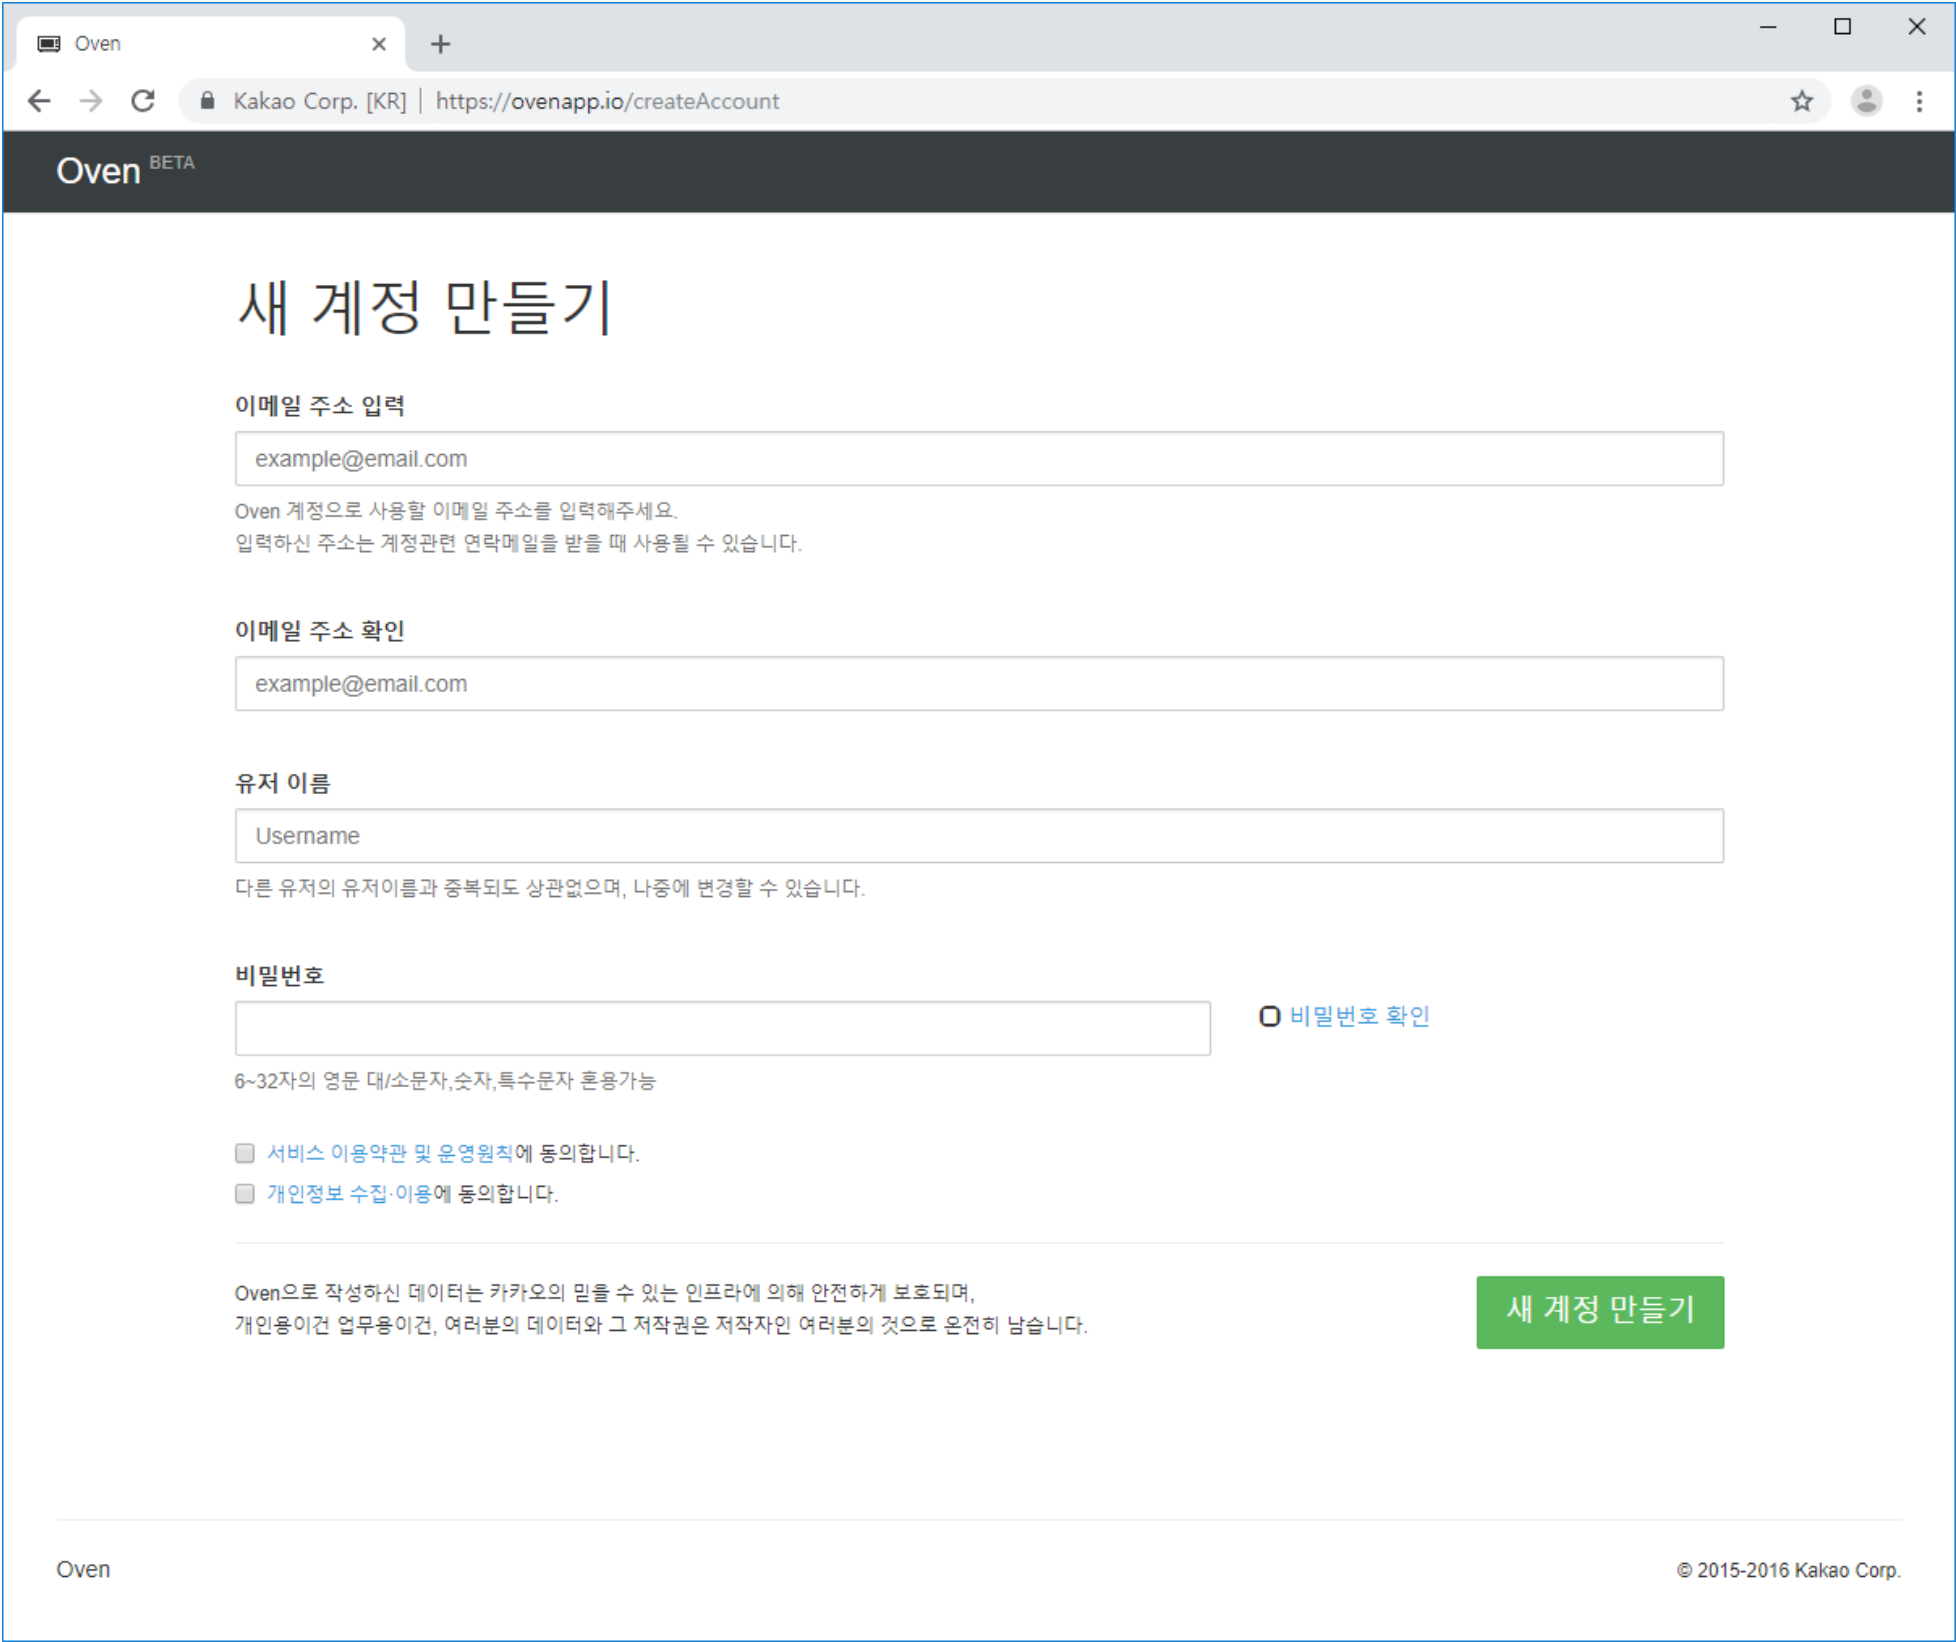 Oven
Kakao Corp. [KR] | https://ovenapp.io/createAccount
Oven BETA
새 계정 만들기
이메일 주소 입력
example@email.com
Oven 계정으로 사용할 이메일 주소를 입력해주세요.
입력하신 주소는 계정관련 연락메일을 받을 때 사용될 수 있습니다.
이메일 주소 확인
example@email.com
유저 이름
Username
다른 유저의 유저이름과 중복되도 상관없으며, 나중에 변경할 수 있습니다.
비밀번호
비밀번호 확인
6~32자의 영문 대/소문자,숫자,특수문자 혼용가능
서비스 이용약관 및 운영원칙에 동의합니다.
개인정보 수집·이용에 동의합니다.
Oven으로 작성하신 데이터는 카카오의 믿을 수 있는 인프라에 의해 안전하게 보호되며,
개인용이건 업무용이건, 여러분의 데이터와 그 저작권은 저작자인 여러분의 것으로 온전히 남습니다.
새 계정 만들기
Oven
© 2015-2016 Kakao Corp.